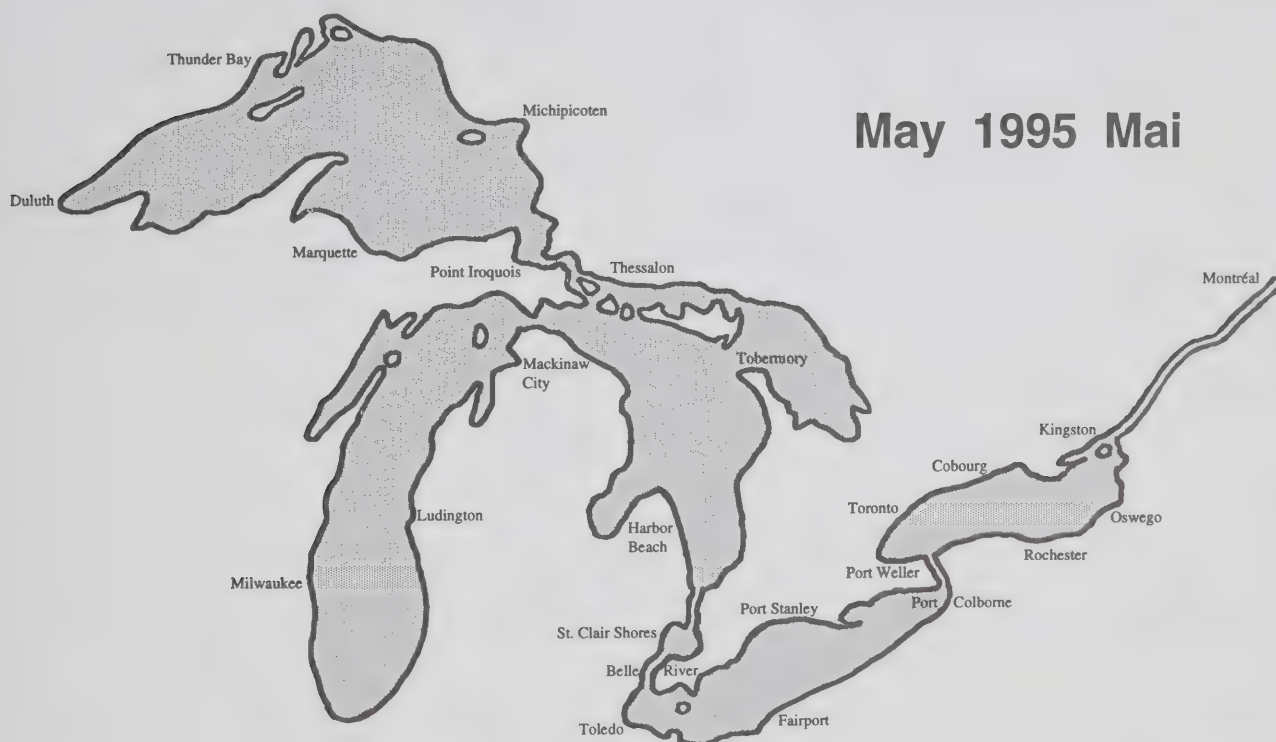 Thunder Bay
Michipicoten
May 1995 Mai
Duluth
Marquette
Point Iroquois
Thessalon
Montréal
Mackinaw
City
Tobermory
Kingston
Cobourg
Ludington
Toronto
Oswego
Harbor
Beach
Rochester
Milwaukee
Port Weller
Port Stanley
Port Colborne
St. Clair Shores
Belle River
Toledo
Fairport